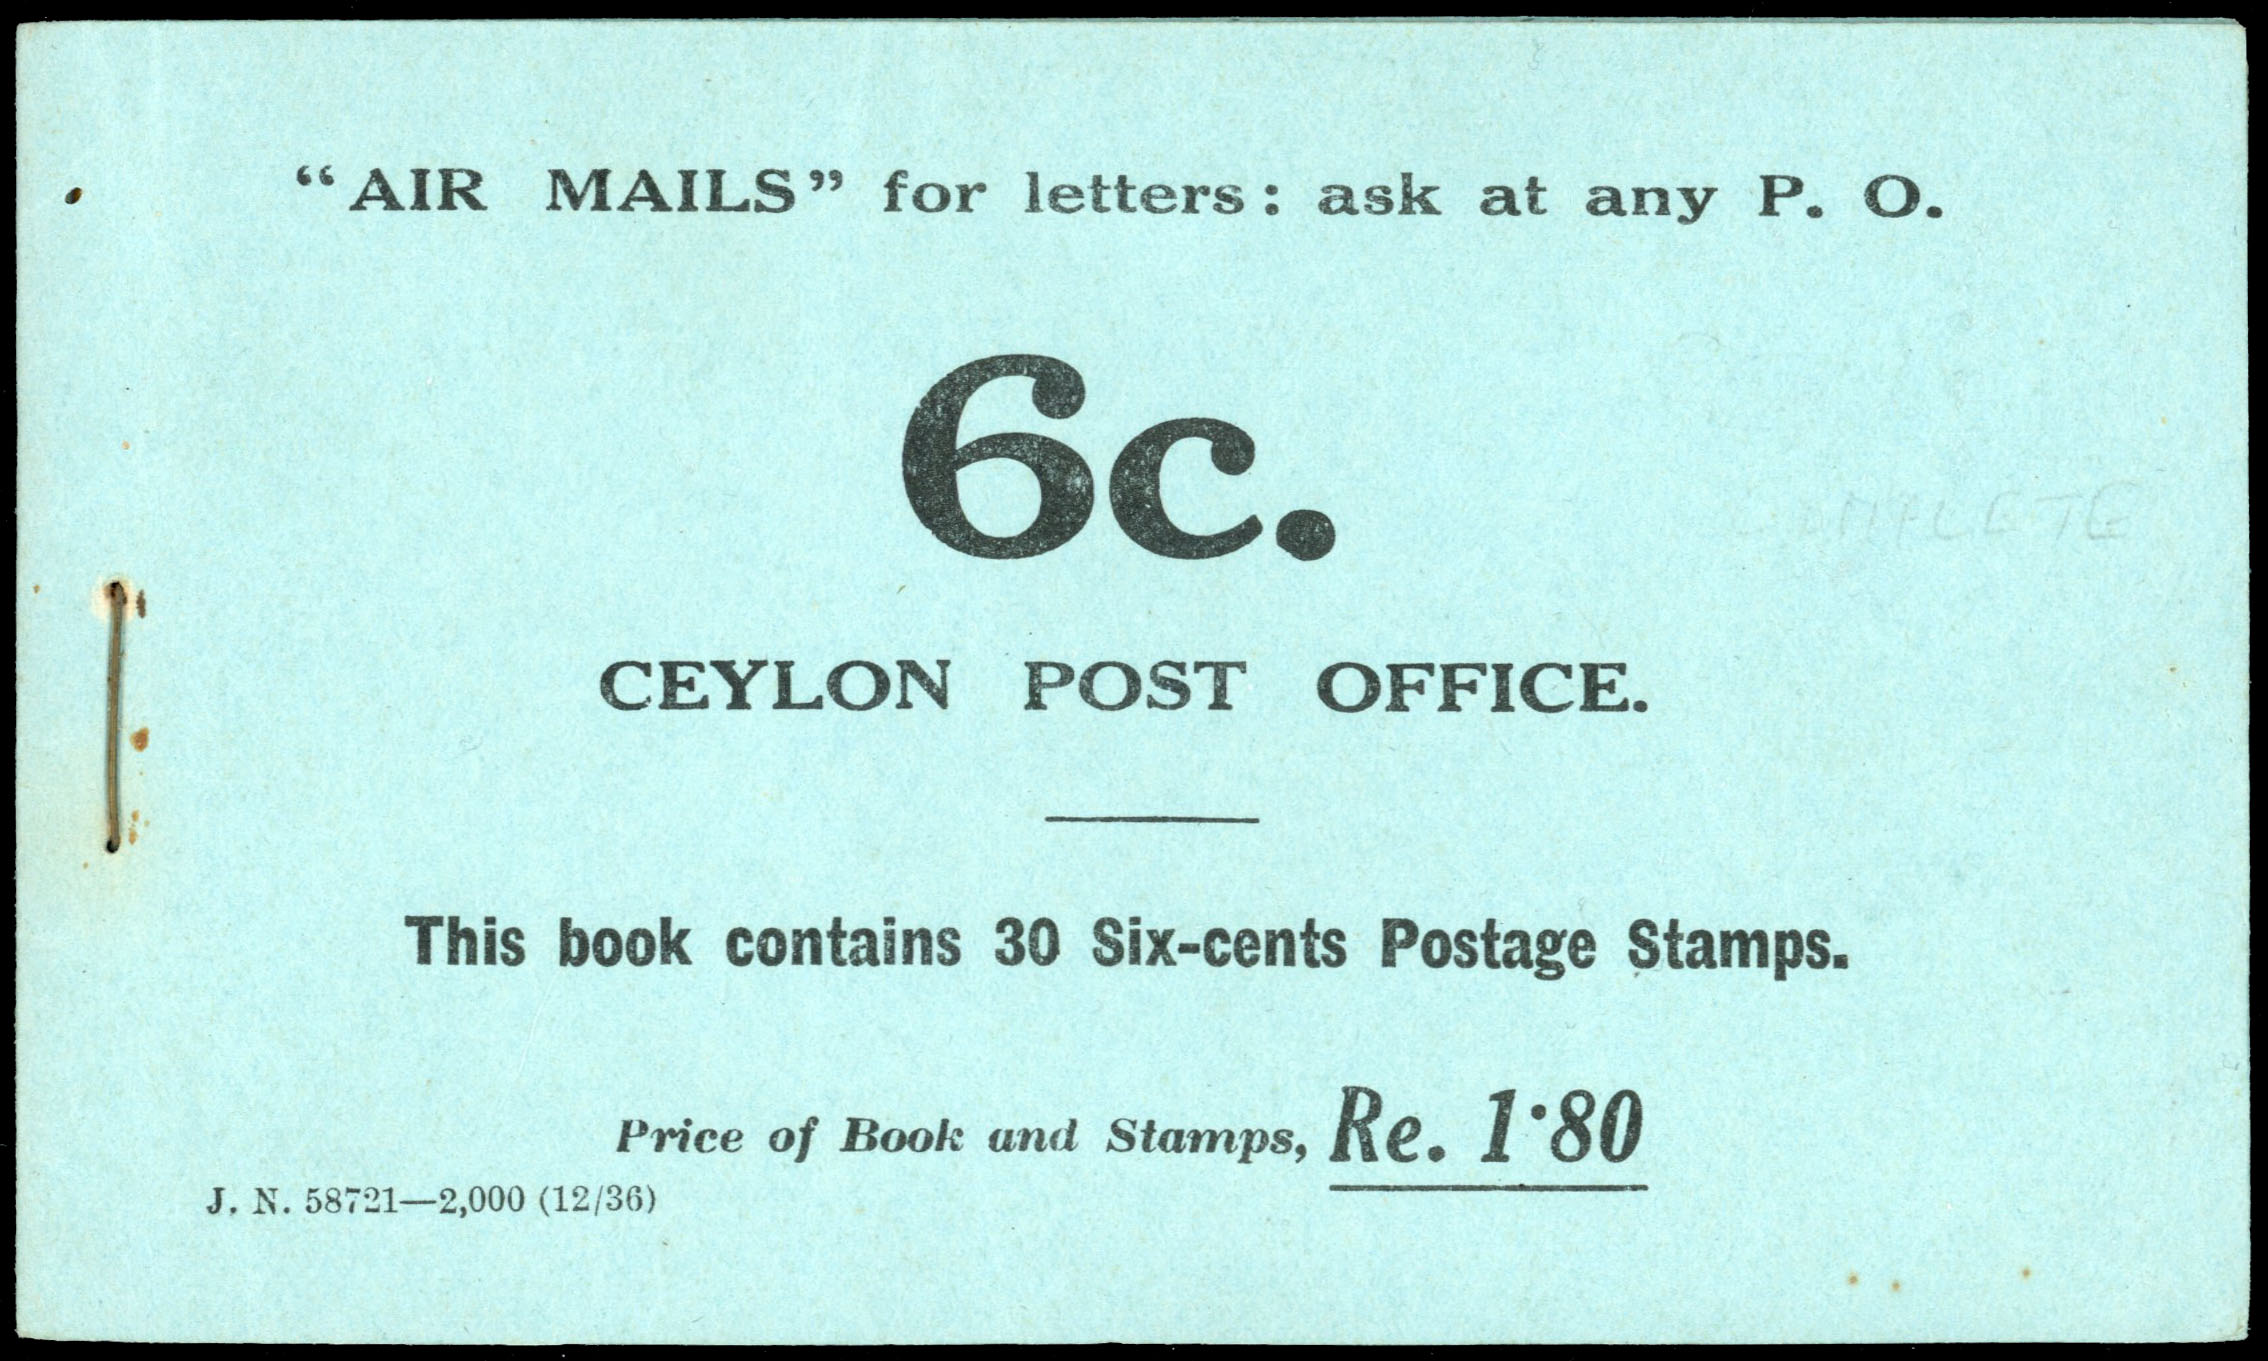 “AIR MAILS” for letters: ask at any P. O.
6c.
CEYLON POST OFFICE.
This book contains 30 Six-cents Postage Stamps.
Price of Book and Stamps, Re. 1·80
J. N. 58721—2,000 (12/36)